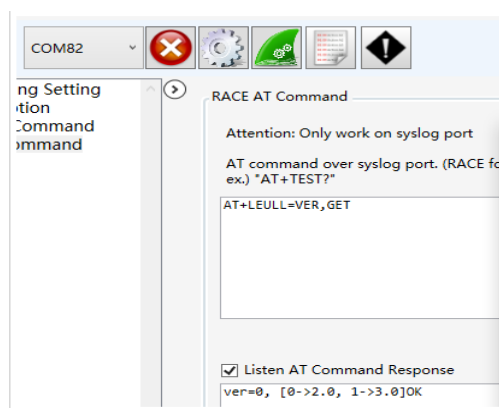 COM82
ng Setting
tion
Command
ommand
RACE AT Command
Attention: Only work on syslog port
AT command over syslog port. (RACE fo
ex.) "AT+TEST?"
AT+LEULL=VER,GET
Listen AT Command Response
ver=0, [0->2.0, 1->3.0]OK